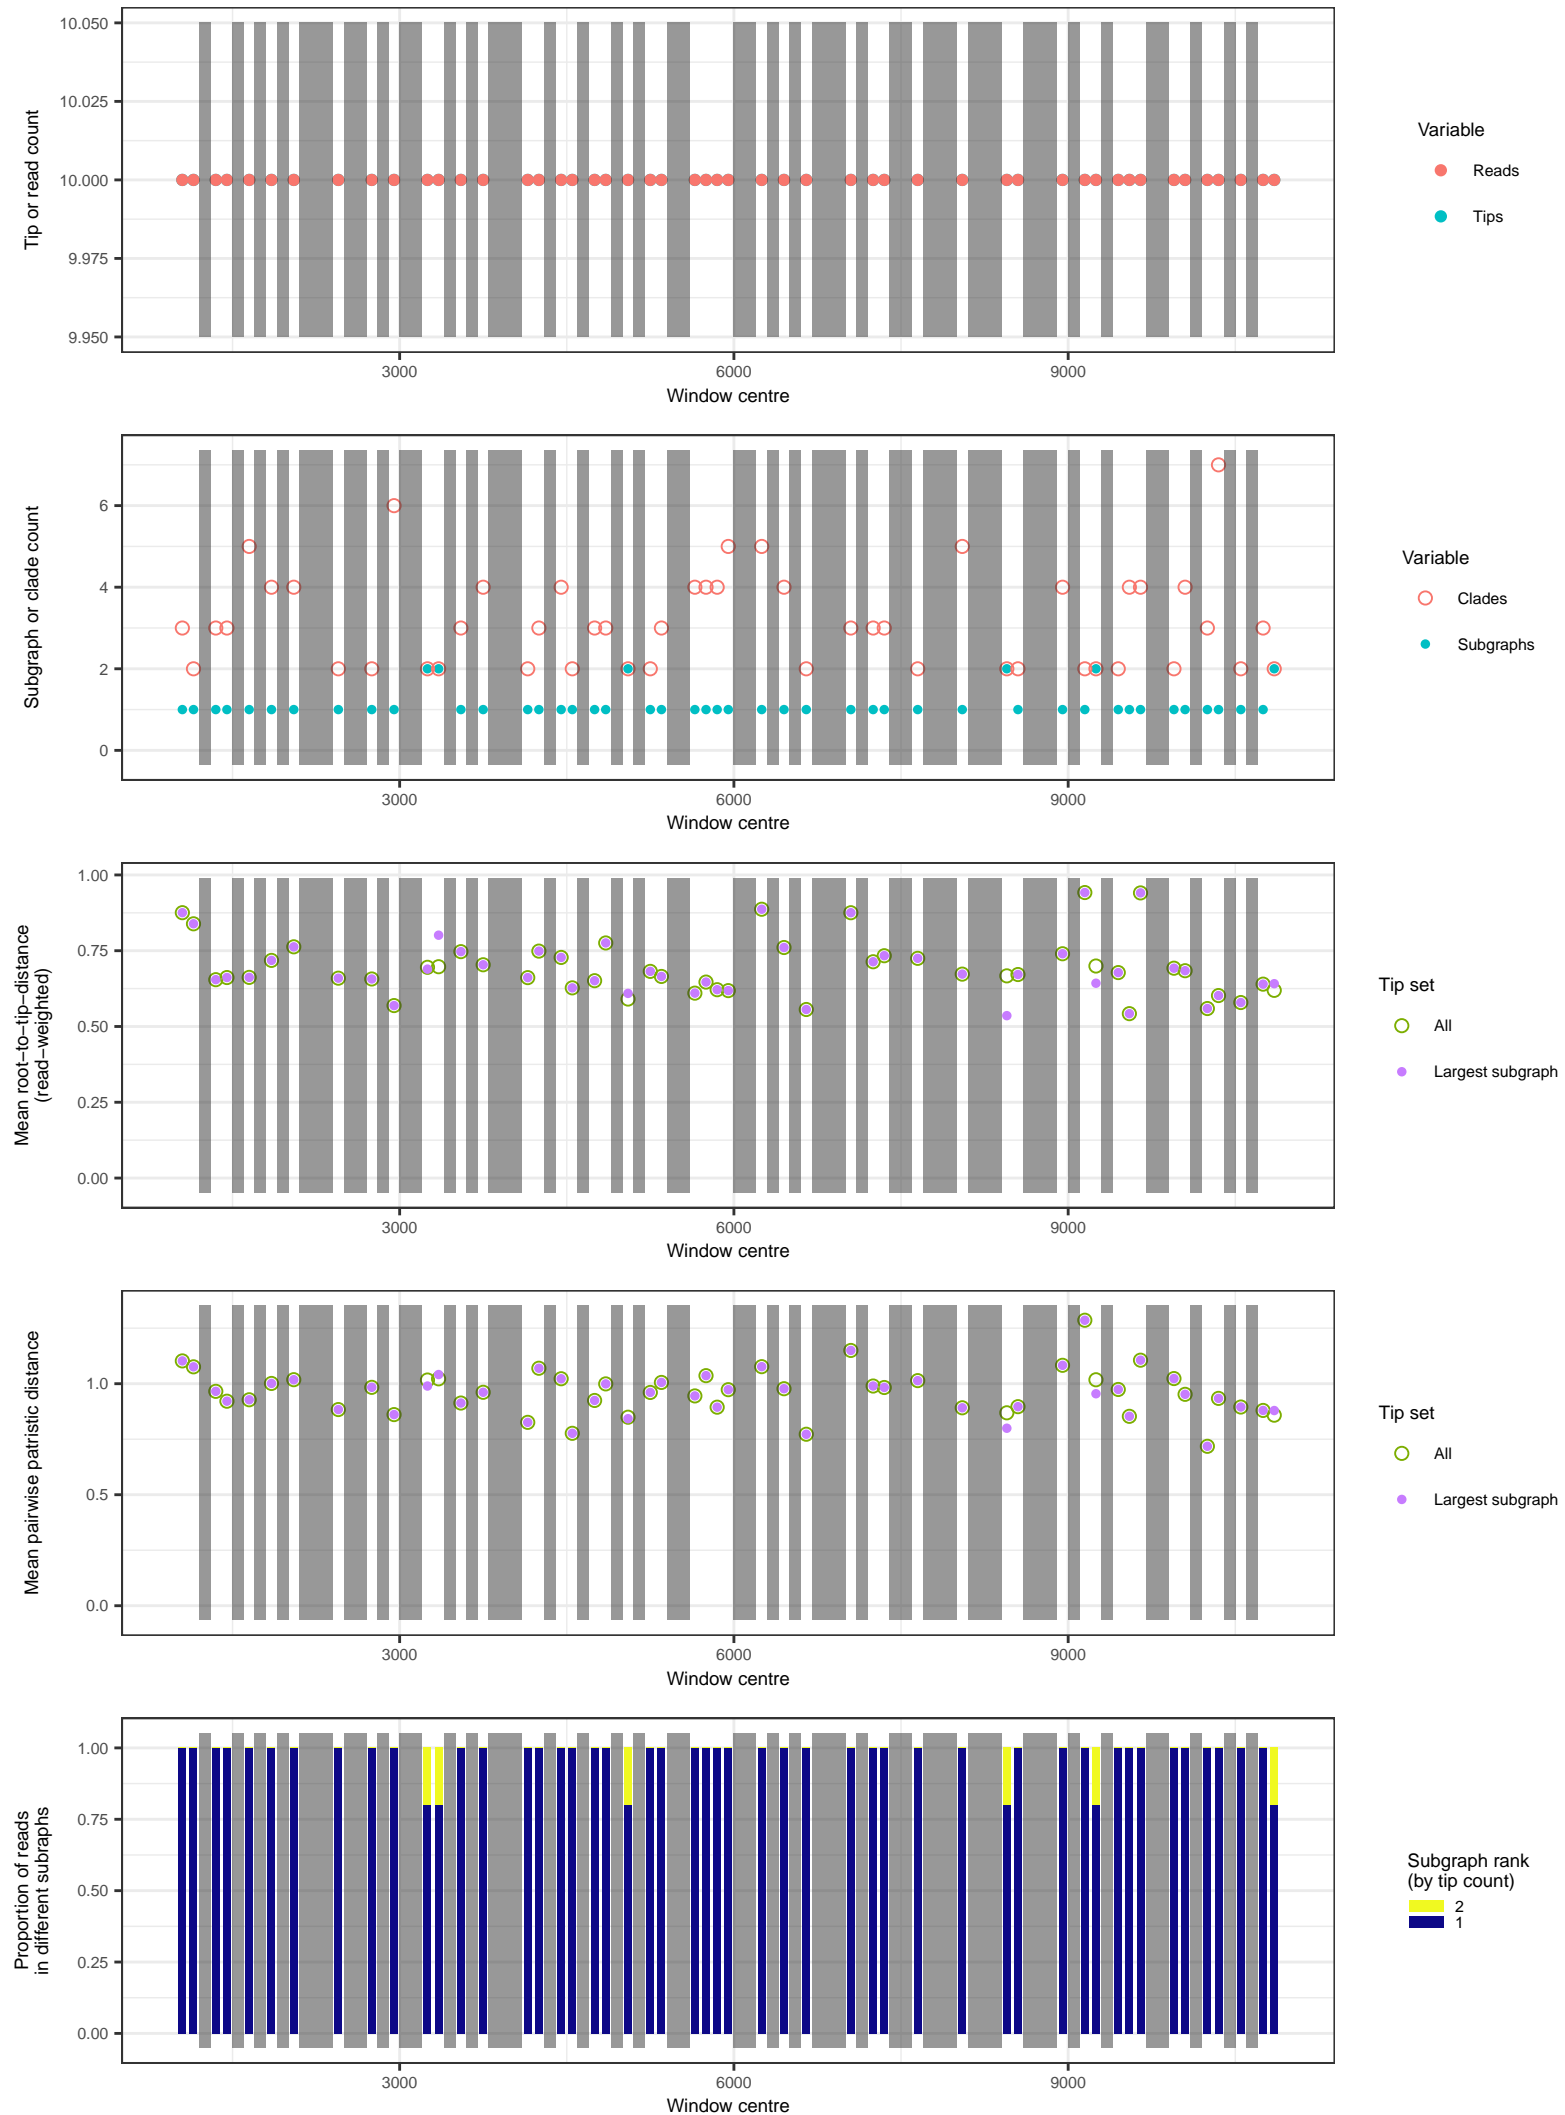 10.050
10.025
10.000
9.975
9.950
Tip or read count
3000
6000
9000
Window centre
Variable
Reads
Tips
6
4
2
0
Subgraph or clade count
3000
6000
9000
Window centre
Variable
Clades
Subgraphs
1.00
0.75
0.50
0.25
0.00
Mean root−to−tip−distance
(read−weighted)
3000
6000
9000
Window centre
Tip set
All
Largest subgraph
1.0
0.5
0.0
Mean pairwise patristic distance
3000
6000
9000
Window centre
Tip set
All
Largest subgraph
1.00
0.75
0.50
0.25
0.00
Proportion of reads
in different subraphs
3000
6000
9000
Window centre
Subgraph rank
(by tip count)
2
1